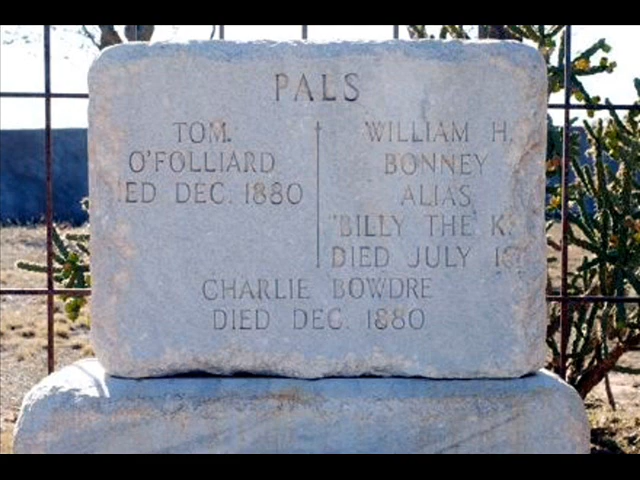 PALS
TOM.
O'FOLLIARD
IED DEC. 1880
WILLIAM H.
BONNEY
ALIAS
"BILLY THE K
DIED JULY
CHARLIE BOWDRE
DIED DEC. 1880